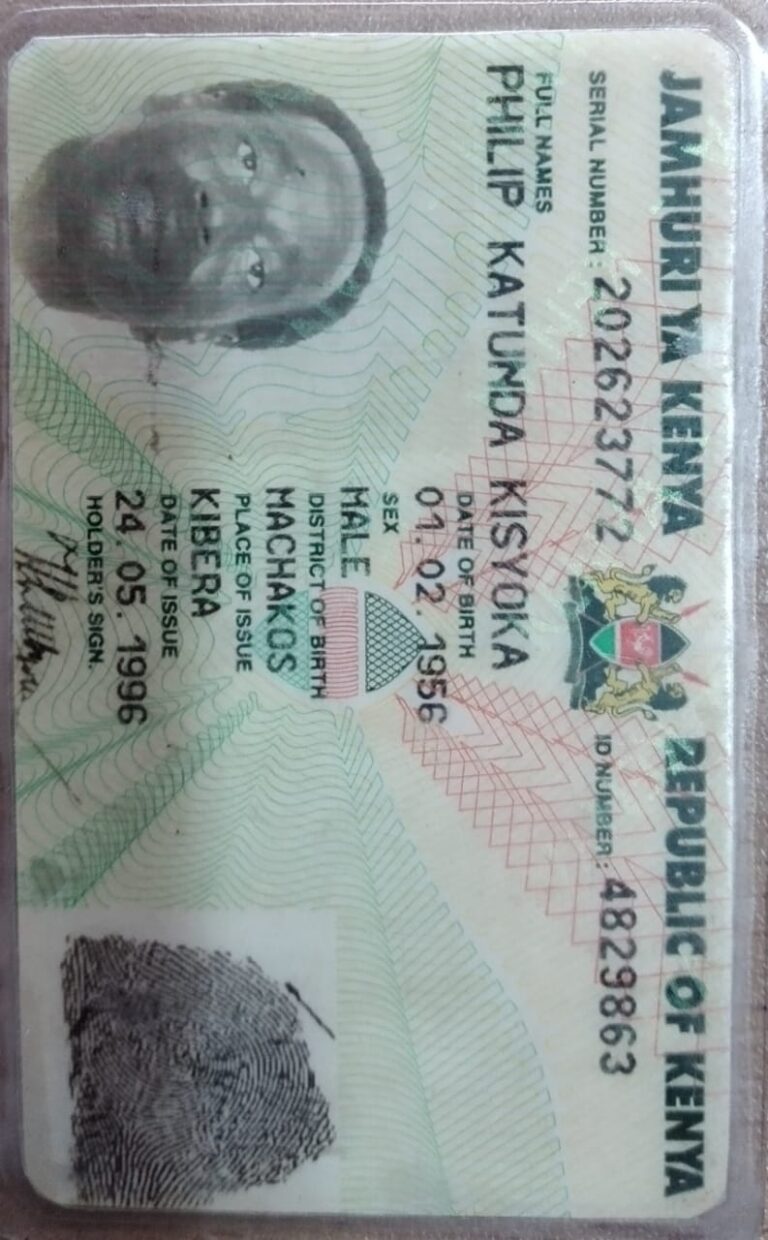 JAMHURI YA KENYA REPUBLIC OF KENYA
SERIAL NUMBER : 202623772 ID NUMBER : 4829863
FULL NAMES
PHILIP KATUNDA KISYOKA
DATE OF BIRTH
01. 02. 1956
SEX
MALE
DISTRICT OF BIRTH
MACHAKOS
PLACE OF ISSUE
KIBERA
DATE OF ISSUE
24. 05. 1996
HOLDER'S SIGN.